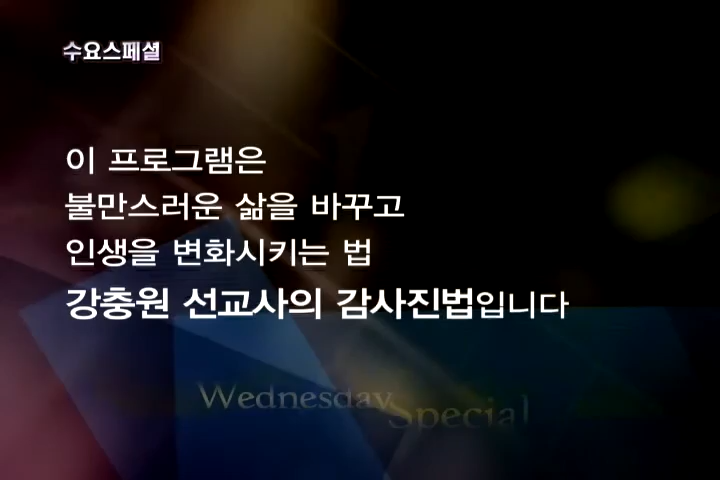 수요스페셜
이 프로그램은
불만스러운 삶을 바꾸고
인생을 변화시키는 법
강충원 선교사의 감사진법입니다
Wednesday Special